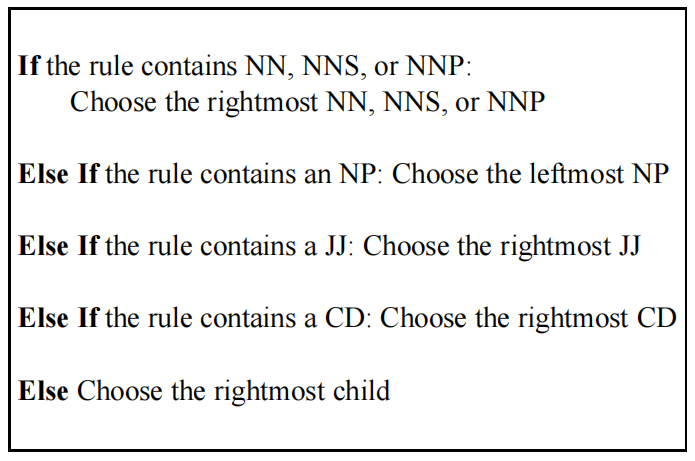 If the rule contains NN, NNS, or NNP:
Choose the rightmost NN, NNS, or NNP
Else If the rule contains an NP: Choose the leftmost NP
Else If the rule contains a JJ: Choose the rightmost JJ
Else If the rule contains a CD: Choose the rightmost CD
Else Choose the rightmost child